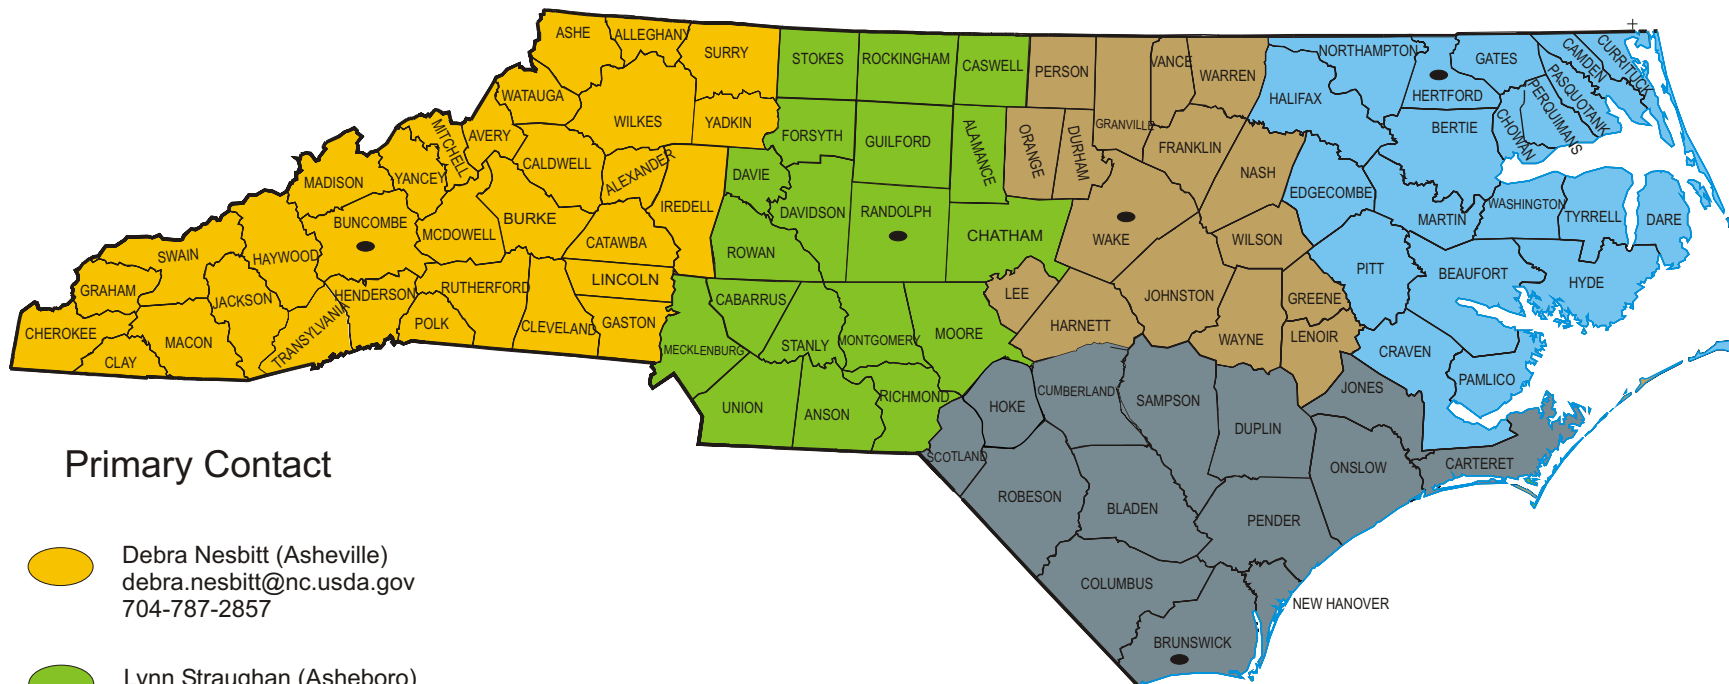 ASHE
ALLEGHANY
SURRY
STOKES
ROCKINGHAM
CASWELL
PERSON
VANCE
WARREN
NORTHAMPTON
GATES
CAMDEN
CURRITUCK
WATAUGA
WILKES
YADKIN
FORSYTH
GUILFORD
ALAMANCE
ORANGE
DURHAM
GRANVILLE
FRANKLIN
HALIFAX
HERTFORD
BERTIE
CHOWAN
PERQUIMANS
PASQUOTANK
MITCHELL
AVERY
CALDWELL
ALEXANDER
IREDELL
DAVIE
MADISON
YANCEY
NASH
EDGECOMBE
BUNCOMBE
MCDOWELL
BURKE
CATAWBA
ROWAN
DAVIDSON
RANDOLPH
CHATHAM
WAKE
WILSON
MARTIN
WASHINGTON
TYRRELL
DARE
SWAIN
HAYWOOD
GRAHAM
JACKSON
HENDERSON
RUTHERFORD
LINCOLN
CABARRUS
LEE
JOHNSTON
GREENE
PITT
BEAUFORT
HYDE
CHEROKEE
CLAY
MACON
TRANSYLVANIA
POLK
CLEVELAND
GASTON
MECKLENBURG
STANLY
MONTGOMERY
MOORE
HARNETT
WAYNE
LENOIR
CRAVEN
PAMLICO
UNION
ANSON
RICHMOND
HOKE
CUMBERLAND
SAMPSON
DUPLIN
JONES
SCOTLAND
ROBESON
BLADEN
PENDER
ONSLOW
CARTERET
COLUMBUS
BRUNSWICK
NEW HANOVER
Primary Contact
Debra Nesbitt (Asheville)
debra.nesbitt@nc.usda.gov
704-787-2857
Lynn Straughan (Asheboro)